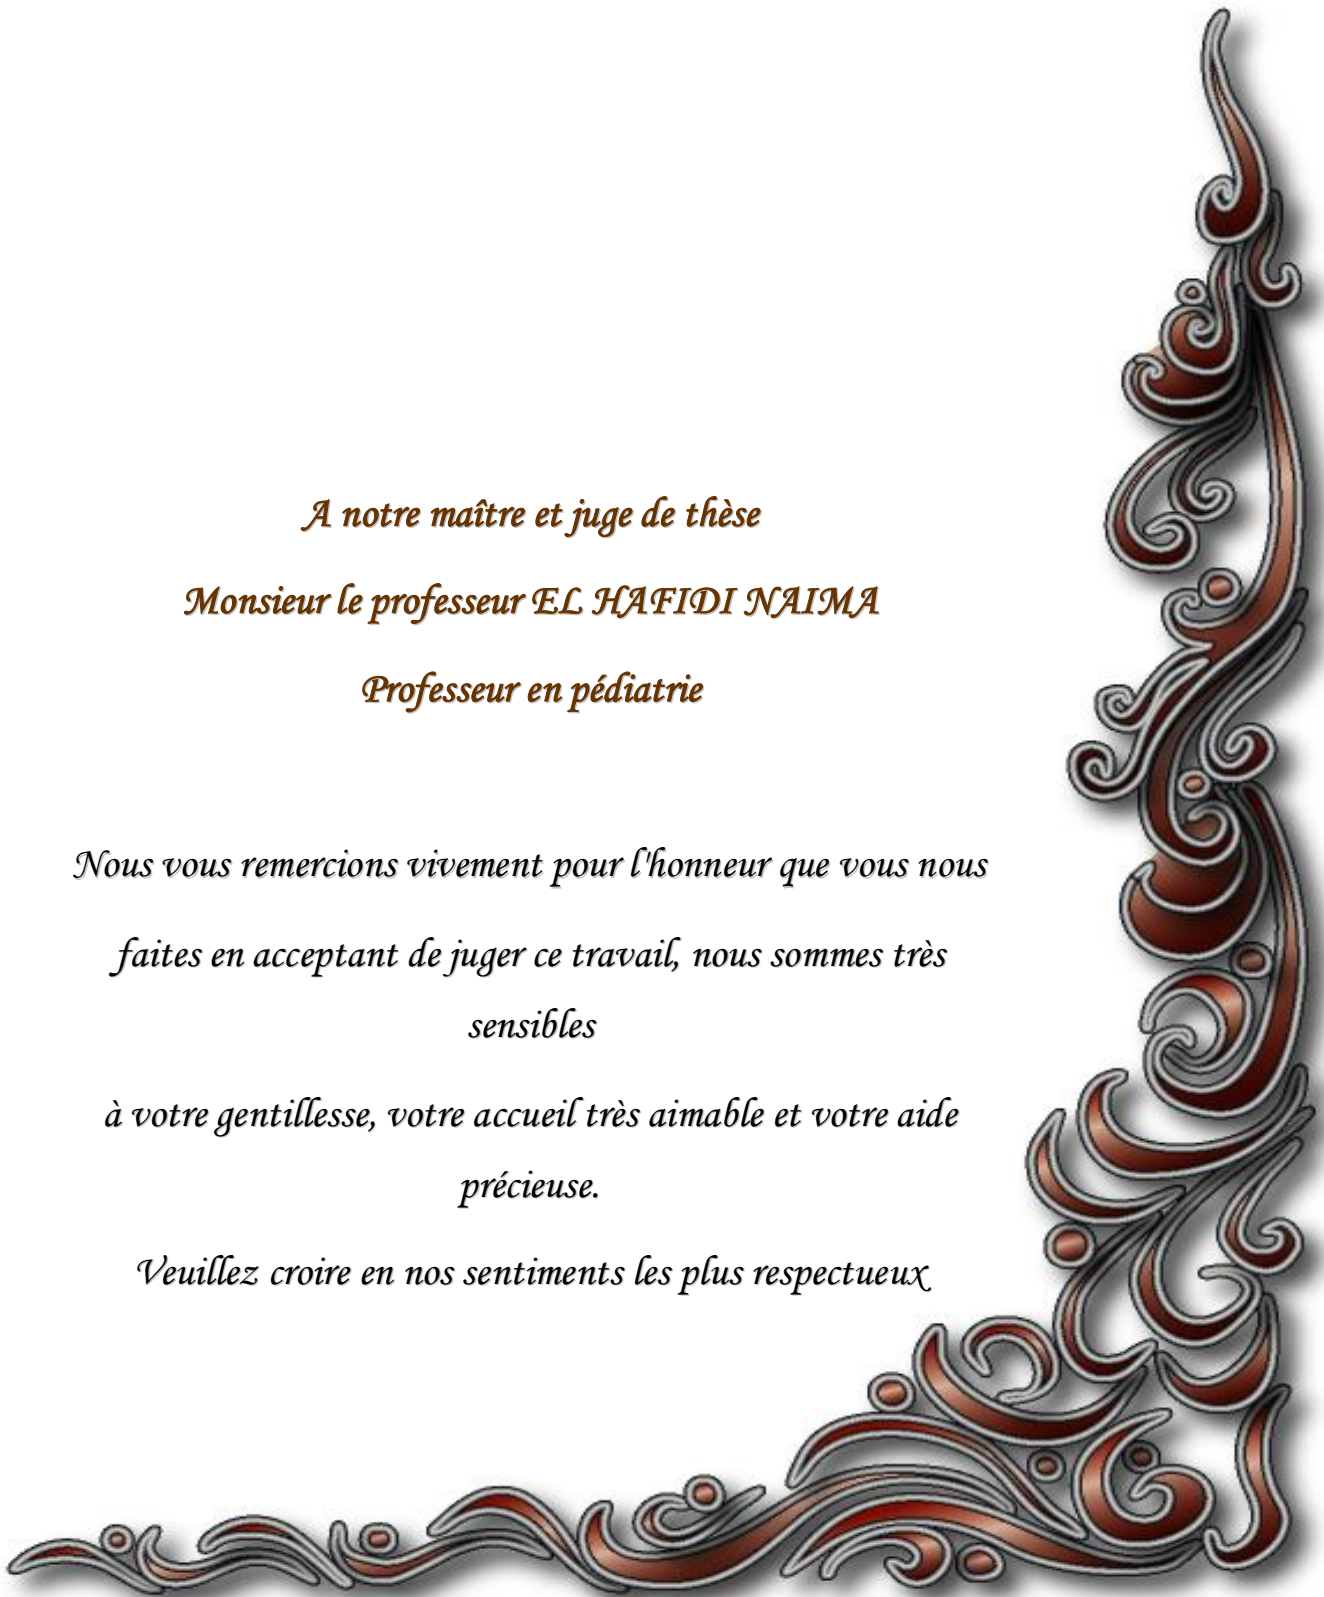 A notre maître et juge de thèse
Monsieur le professeur EL HAFIDI NAIMA
Professeur en pédiatrie
Nous vous remercions vivement pour l'honneur que vous nous
faites en acceptant de juger ce travail, nous sommes très
sensibles
à votre gentillesse, votre accueil très aimable et votre aide
précieuse.
Veuillez croire en nos sentiments les plus respectueux